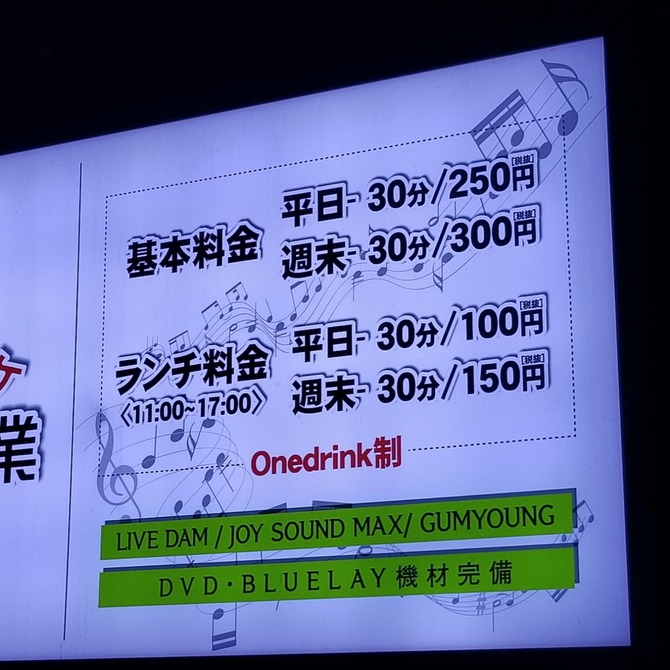 ケ
業
基本料金
平日- 30分/250円[税抜]
週末- 30分/300円[税抜]
ランチ料金
〈11:00~17:00〉
平日- 30分/100円[税抜]
週末- 30分/150円[税抜]
Onedrink制
LIVE DAM / JOY SOUND MAX/ GUMYOUNG
DVD・BLUELAY機材完備